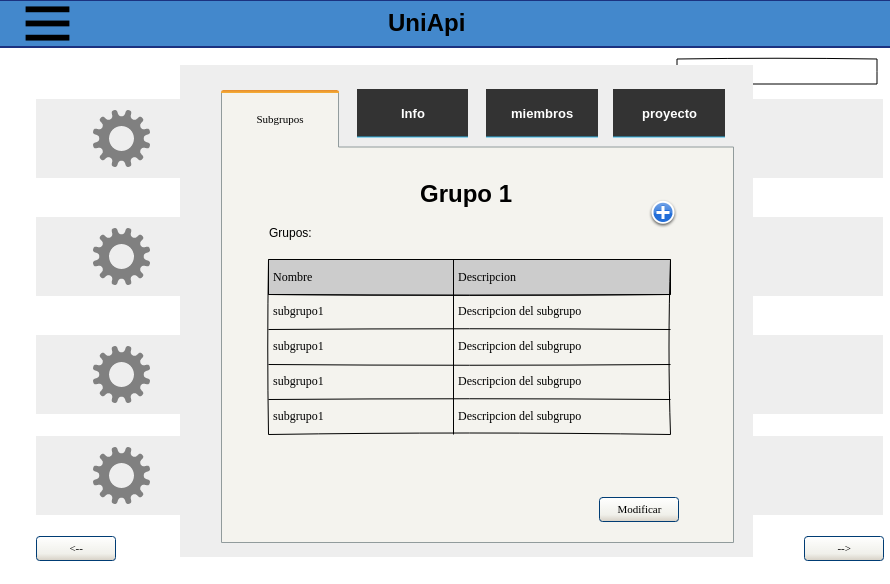 UniApi
Subgrupos
Info
miembros
proyecto
Grupo 1
Grupos:
Nombre Descripcion
subgrupo1 Descripcion del subgrupo
subgrupo1 Descripcion del subgrupo
subgrupo1 Descripcion del subgrupo
subgrupo1 Descripcion del subgrupo
Modificar
<-- -->